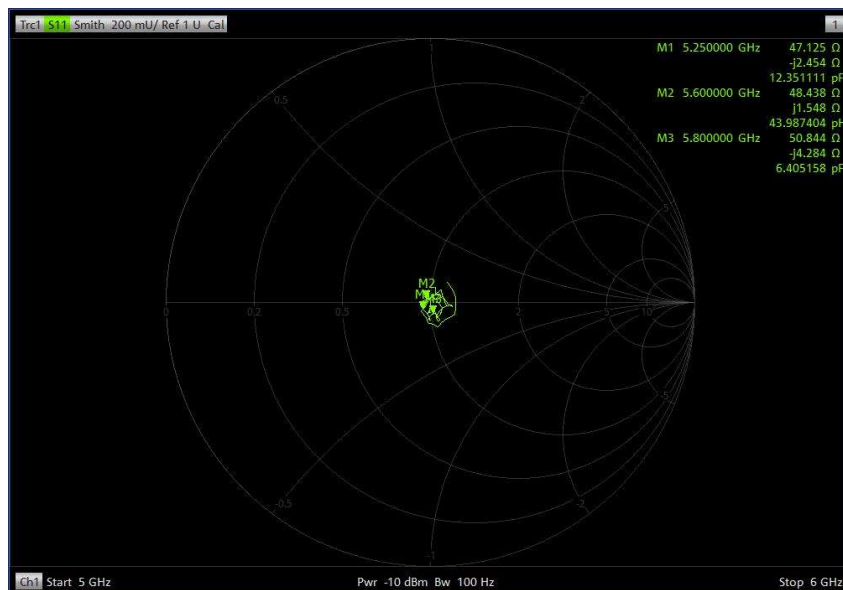 Trc1 S11 Smith 200 mU/ Ref 1 U Cal
1
M1 5.250000 GHz 47.125 Ω
-j2.454 Ω
12.351111 pF
M2 5.600000 GHz 48.438 Ω
j1.548 Ω
43.987404 pH
M3 5.800000 GHz 50.844 Ω
-j4.284 Ω
6.405158 pF
1
0.5
2
5
M2
0
0.2
0.5
2
5
10
-5
-0.5
-2
-1
Ch1 Start 5 GHz
Pwr -10 dBm Bw 100 Hz
Stop 6 GHz